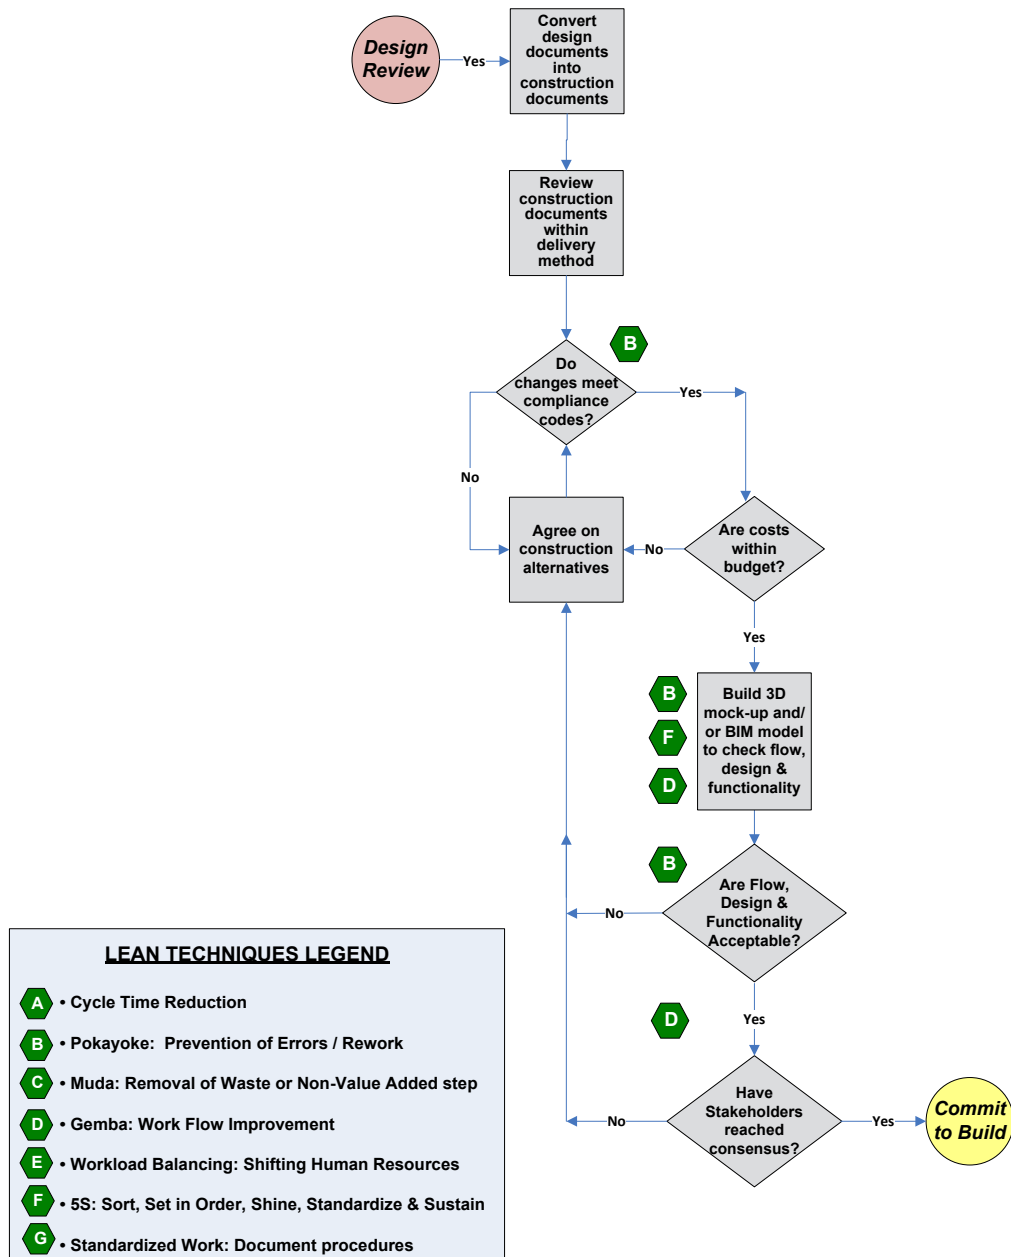 Design
Review
Yes
Convert
design
documents
into
construction
documents
Review
construction
documents
within
delivery
method
B
Do
changes meet
compliance
codes?
Yes
No
Agree on
construction
alternatives
No
Are costs
within
budget?
Yes
B
F
D
Build 3D
mock-up and/
or BIM model
to check flow,
design &
functionality
B
Are Flow,
Design &
Functionality
Acceptable?
No
Yes
D
Have
Stakeholders
reached
consensus?
No
Yes
Commit
to Build
LEAN TECHNIQUES LEGEND
A • Cycle Time Reduction
B • Pokayoke: Prevention of Errors / Rework
C • Muda: Removal of Waste or Non-Value Added step
D • Gemba: Work Flow Improvement
E • Workload Balancing: Shifting Human Resources
F • 5S: Sort, Set in Order, Shine, Standardize & Sustain
G • Standardized Work: Document procedures